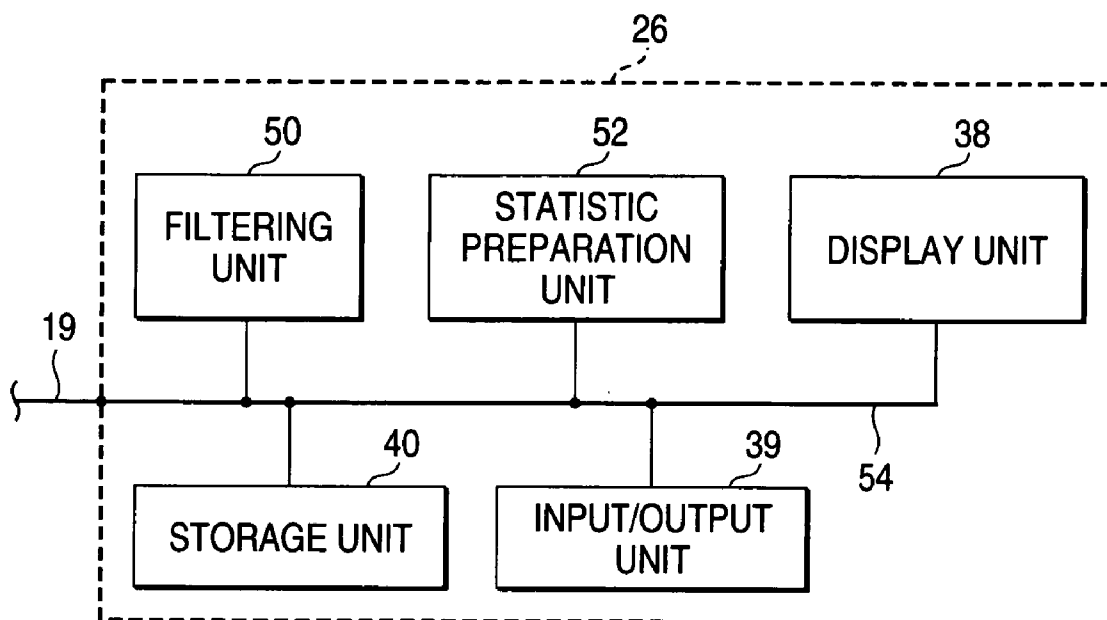 26
50
52
38
FILTERING
UNIT
STATISTIC
PREPARATION
UNIT
DISPLAY UNIT
19
54
40
39
STORAGE UNIT
INPUT/OUTPUT
UNIT